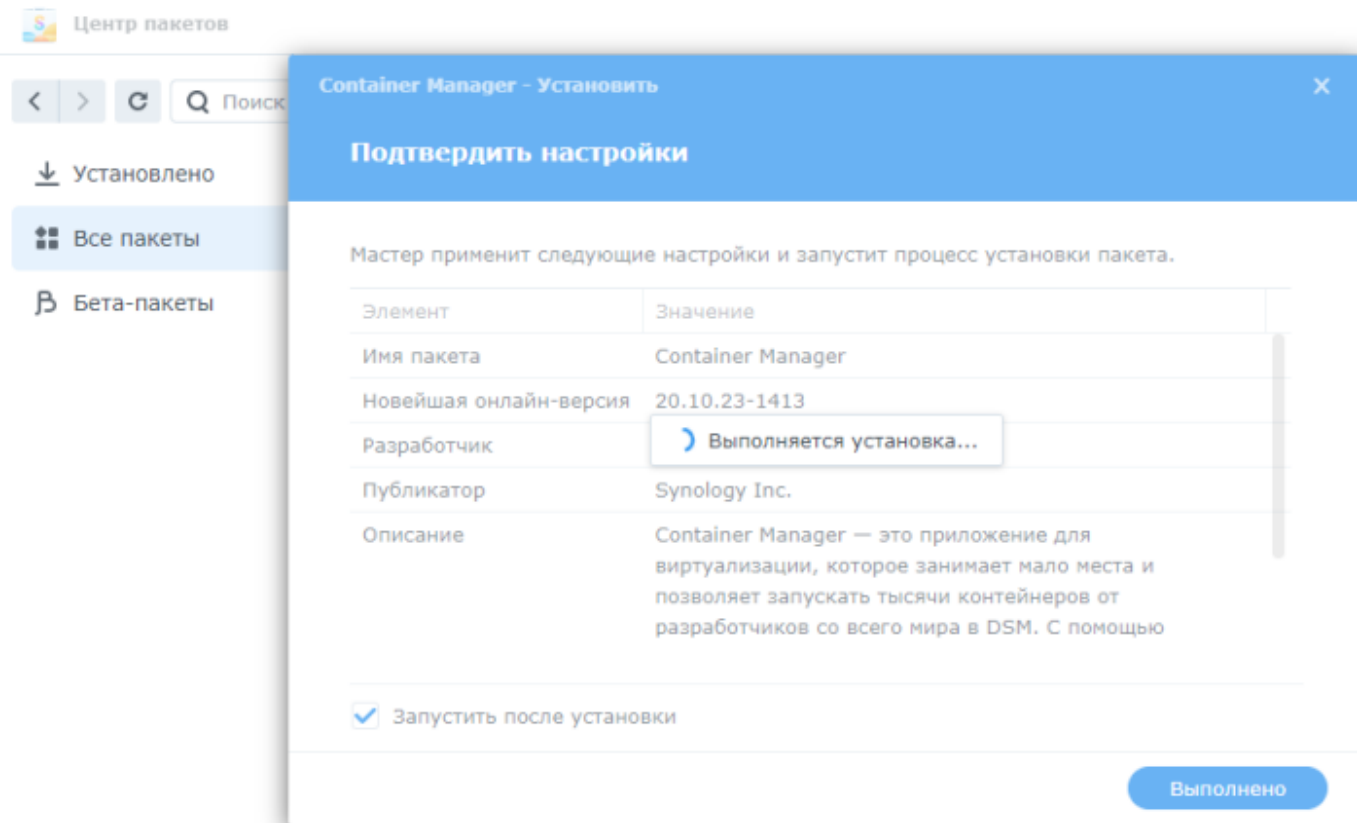 Центр пакетов
Container Manager - Установить
Поиск
Подтвердить настройки
Установлено
Все пакеты
Бета-пакеты
Мастер применит следующие настройки и запустит процесс установки пакета.
Элемент Значение
Имя пакета Container Manager
Новейшая онлайн-версия 20.10.23-1413
Разработчик
Выполняется установка...
Публикатор Synology Inc.
Описание Container Manager — это приложение для
виртуализации, которое занимает мало места и
позволяет запускать тысячи контейнеров от
разработчиков со всего мира в DSM. С помощью
Запустить после установки
Выполнено